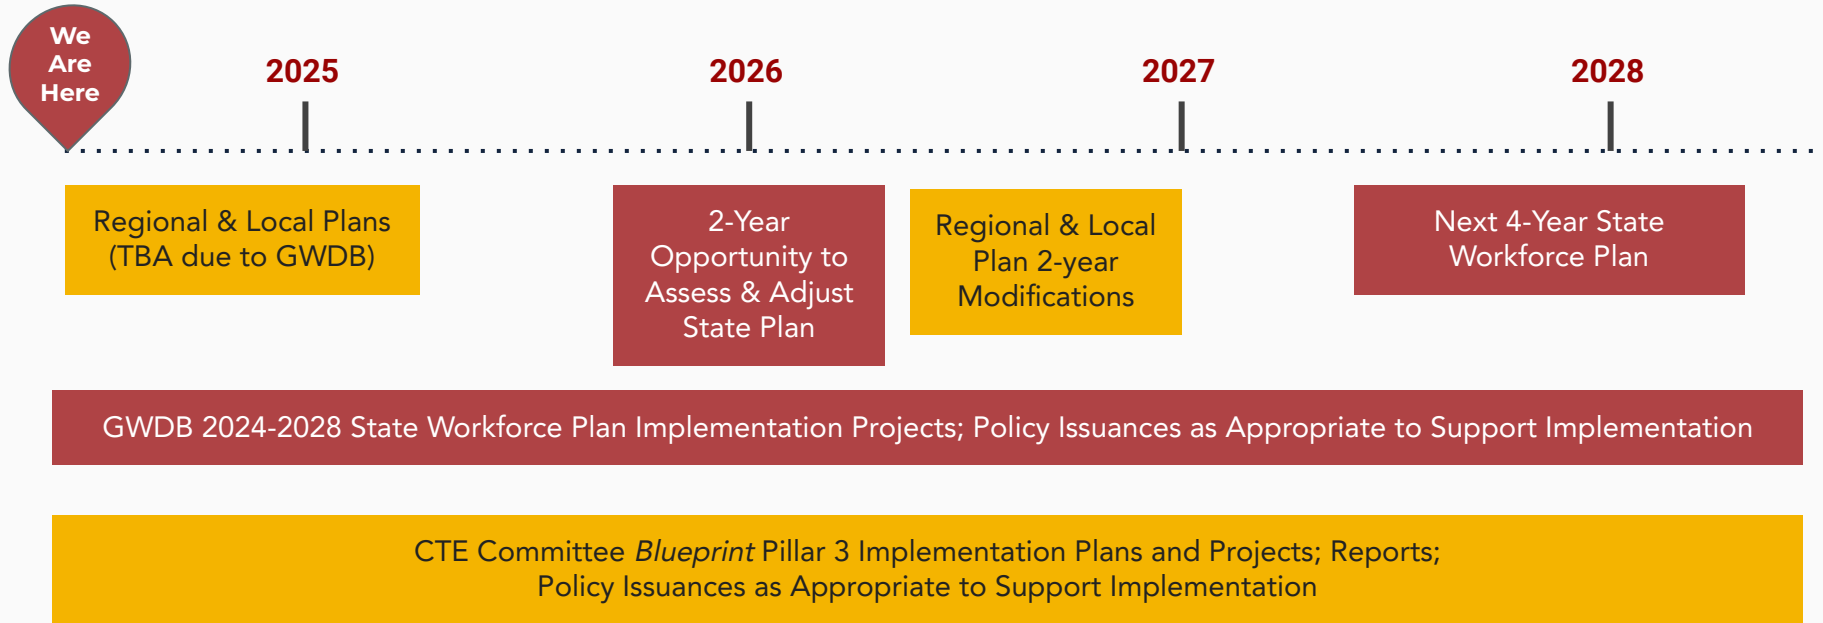 We
Are
Here
2025
2026
2027
2028
Regional & Local Plans
(TBA due to GWDB)
2-Year
Opportunity to
Assess & Adjust
State Plan
Regional & Local
Plan 2-year
Modifications
Next 4-Year State
Workforce Plan
GWDB 2024-2028 State Workforce Plan Implementation Projects; Policy Issuances as Appropriate to Support Implementation
CTE Committee Blueprint Pillar 3 Implementation Plans and Projects; Reports;
Policy Issuances as Appropriate to Support Implementation